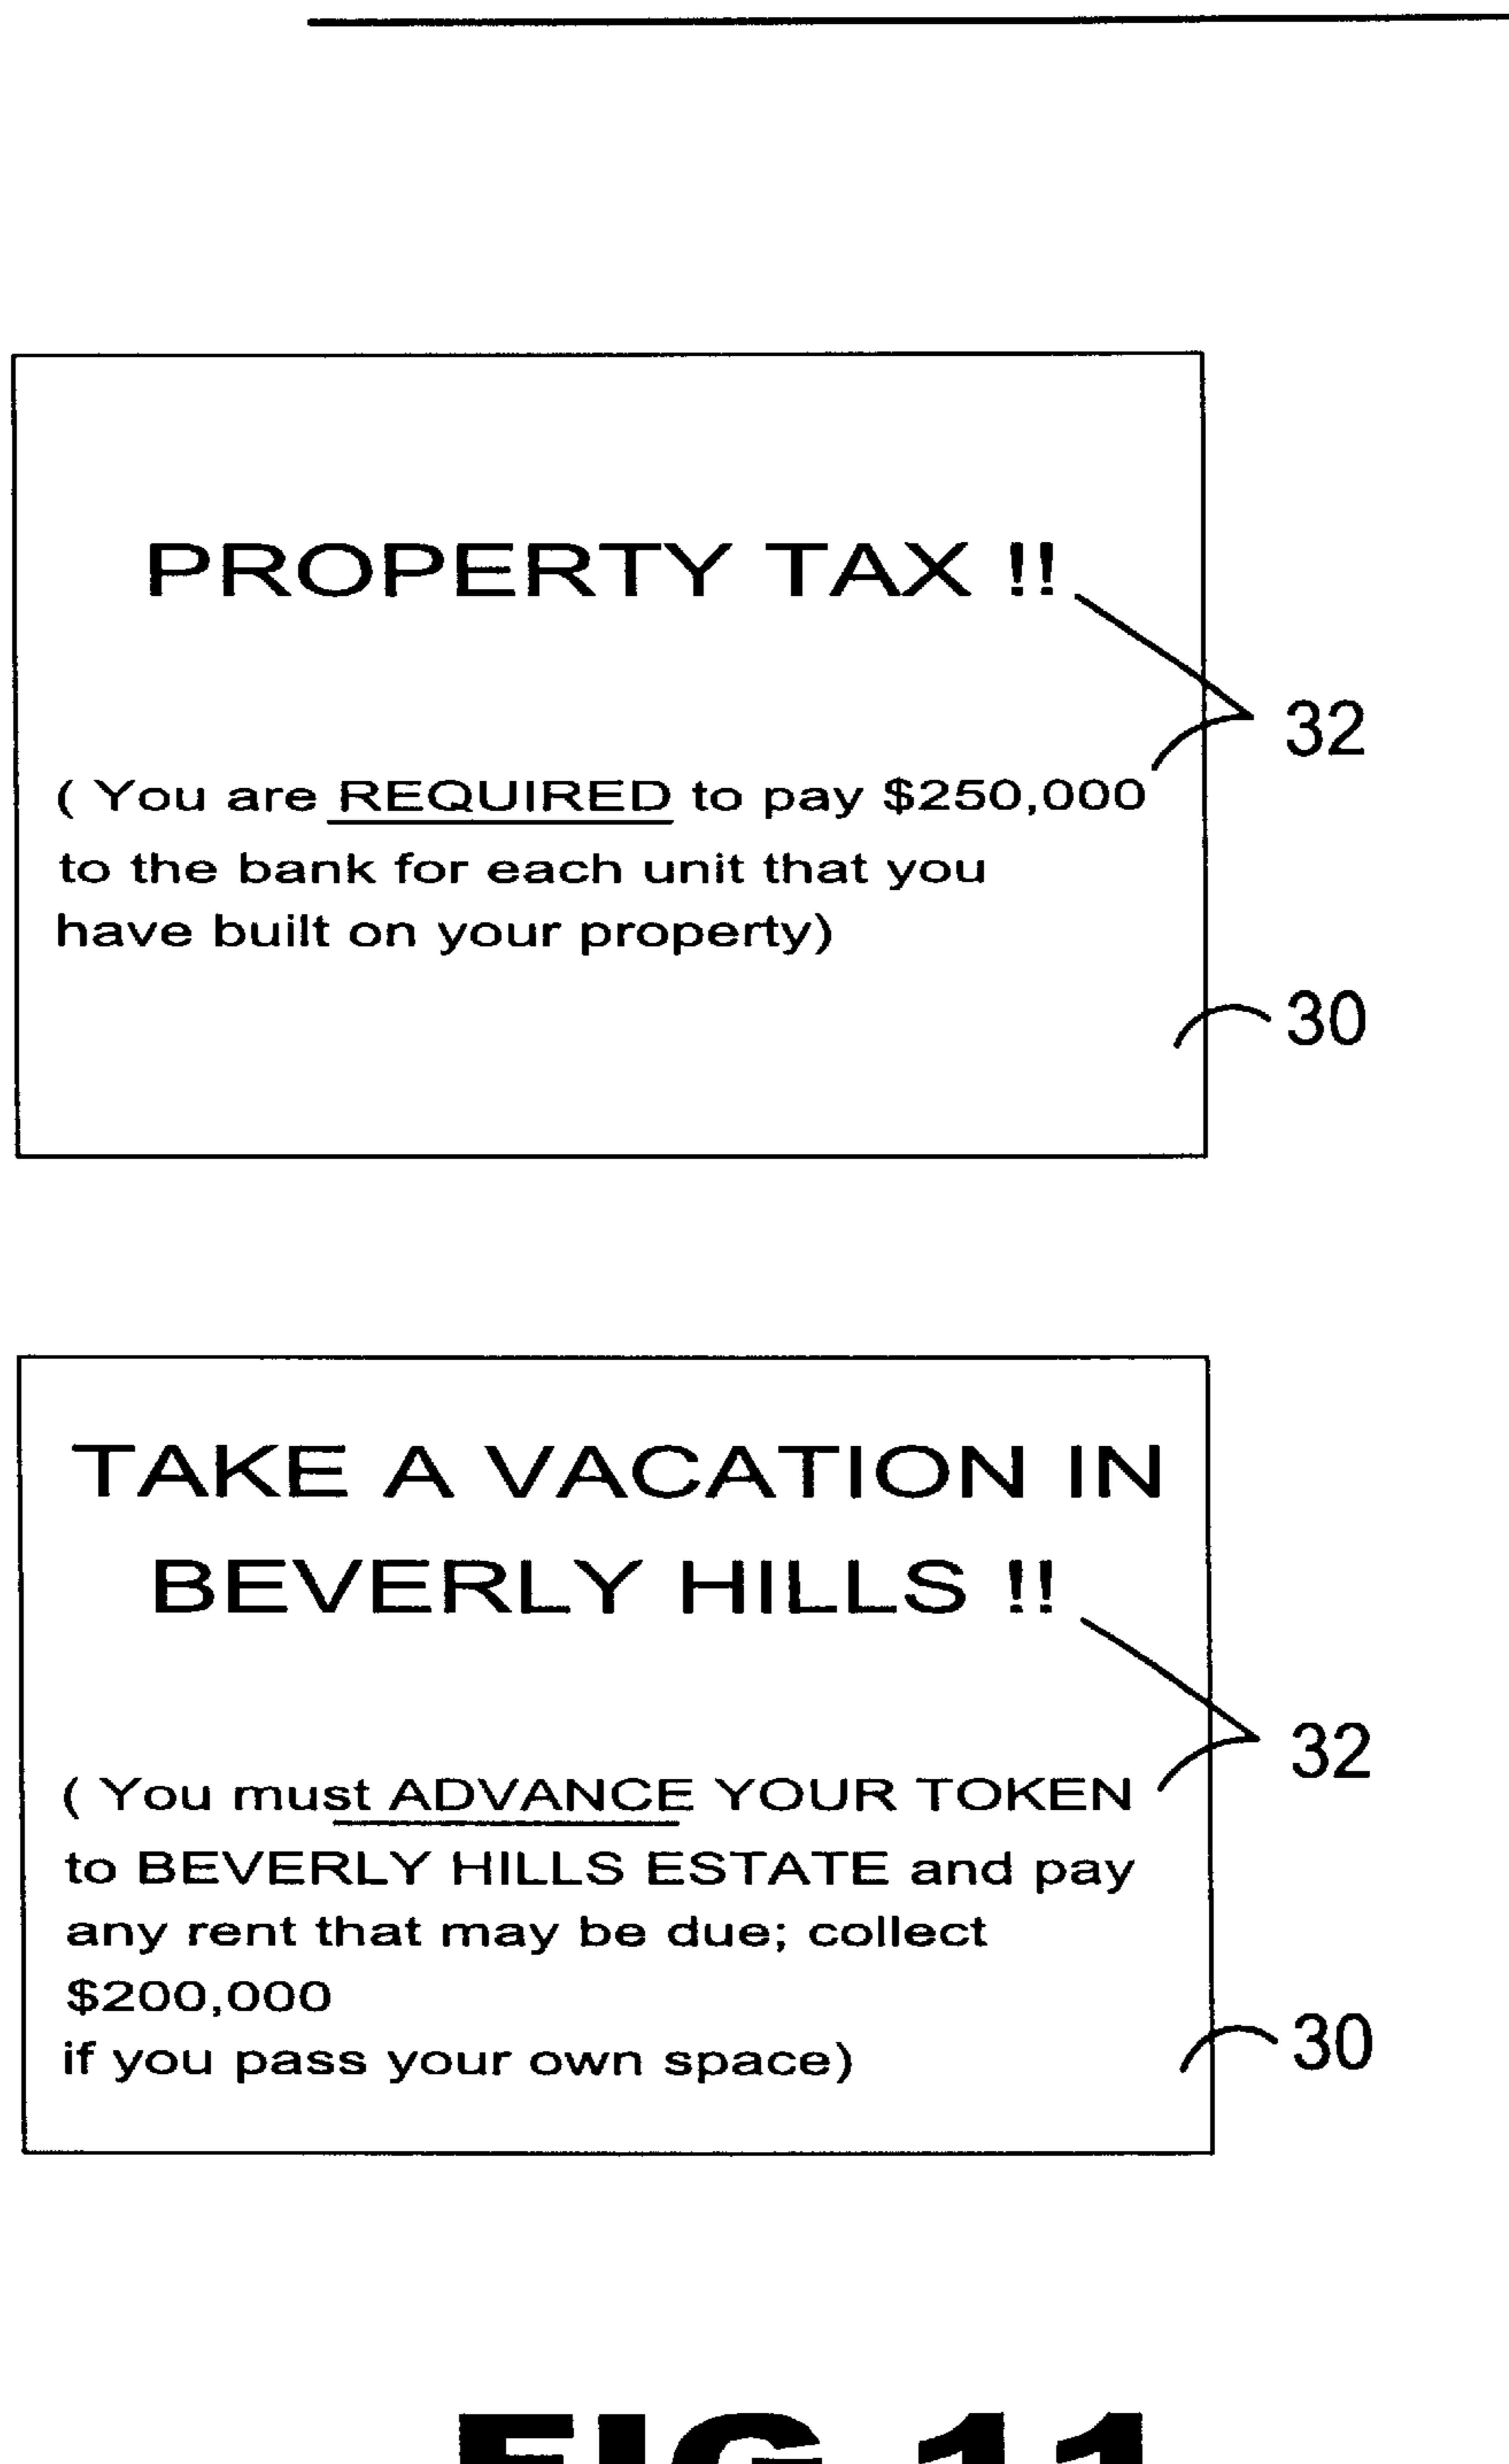 PROPERTY TAX !!
32
( You are REQUIRED to pay $250,000
to the bank for each unit that you
have built on your property)
30
TAKE A VACATION IN
BEVERLY HILLS !!
32
( You must ADVANCE YOUR TOKEN
to BEVERLY HILLS ESTATE and pay
any rent that may be due; collect
$200,000
if you pass your own space)
30
FIG 11